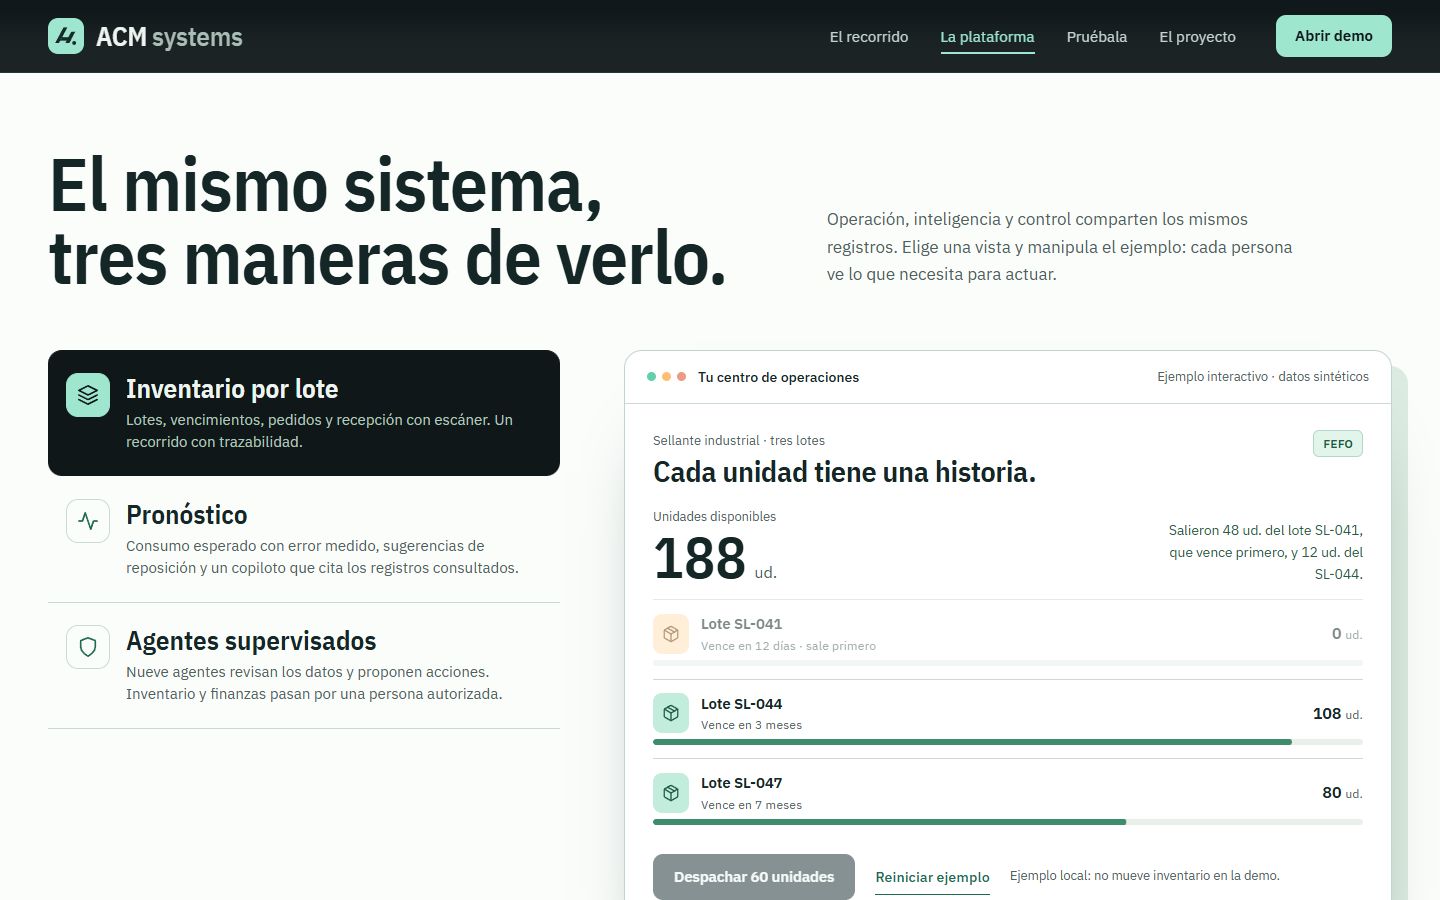 ACM systems
El recorrido
La plataforma
Pruébala
El proyecto
Abrir demo
El mismo sistema,
tres maneras de verlo.
Operación, inteligencia y control comparten los mismos
registros. Elige una vista y manipula el ejemplo: cada persona
ve lo que necesita para actuar.
Inventario por lote
Lotes, vencimientos, pedidos y recepción con escáner. Un
recorrido con trazabilidad.
Pronóstico
Consumo esperado con error medido, sugerencias de
reposición y un copiloto que cita los registros consultados.
Agentes supervisados
Nueve agentes revisan los datos y proponen acciones.
Inventario y finanzas pasan por una persona autorizada.
Tu centro de operaciones
Ejemplo interactivo · datos sintéticos
Sellante industrial · tres lotes
FEFO
Cada unidad tiene una historia.
Unidades disponibles
188 ud.
Salieron 48 ud. del lote SL-041,
que vence primero, y 12 ud. del
SL-044.
Lote SL-041
Vence en 12 días · sale primero
0 ud.
Lote SL-044
Vence en 3 meses
108 ud.
Lote SL-047
Vence en 7 meses
80 ud.
Despachar 60 unidades
Reiniciar ejemplo
Ejemplo local: no mueve inventario en la demo.